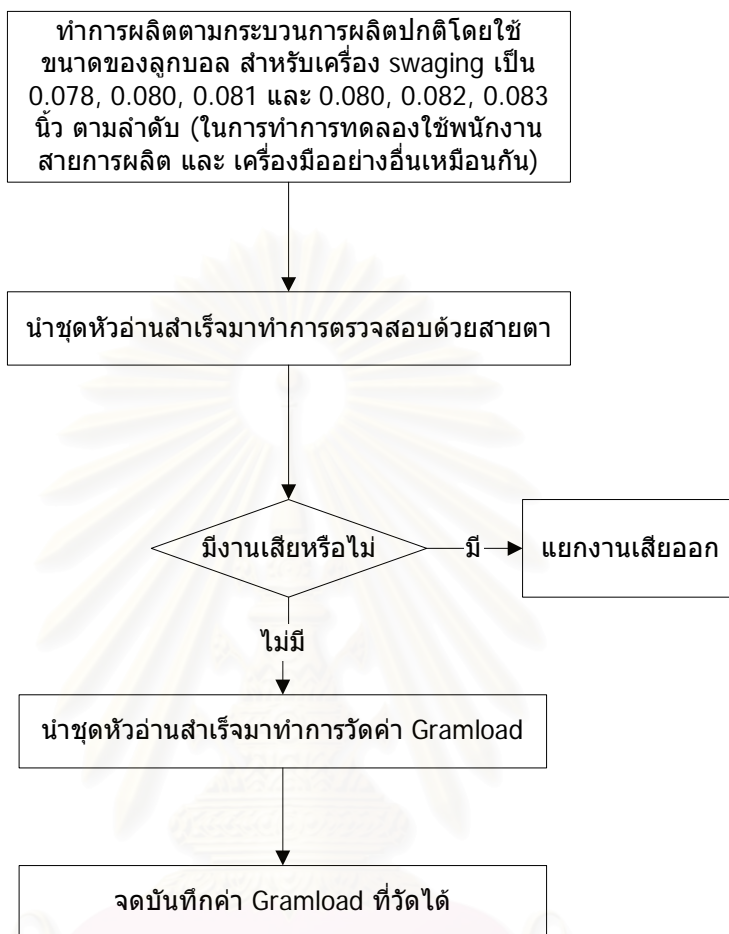 ทำการผลิตตามกระบวนการผลิตปกติโดยใช้
ขนาดของลูกบอล สำหรับเครื่อง swaging เป็น
0.078, 0.080, 0.081 และ 0.080, 0.082, 0.083
นิ้ว ตามลำดับ (ในการทำการทดลองใช้พนักงาน
สายการผลิต และ เครื่องมืออย่างอื่นเหมือนกัน)
นำชุดหัวอ่านสำเร็จมาทำการตรวจสอบด้วยสายตา
มีงานเสียหรือไม่
มี
แยกงานเสียออก
ไม่มี
นำชุดหัวอ่านสำเร็จมาทำการวัดค่า Gramload
จดบันทึกค่า Gramload ที่วัดได้